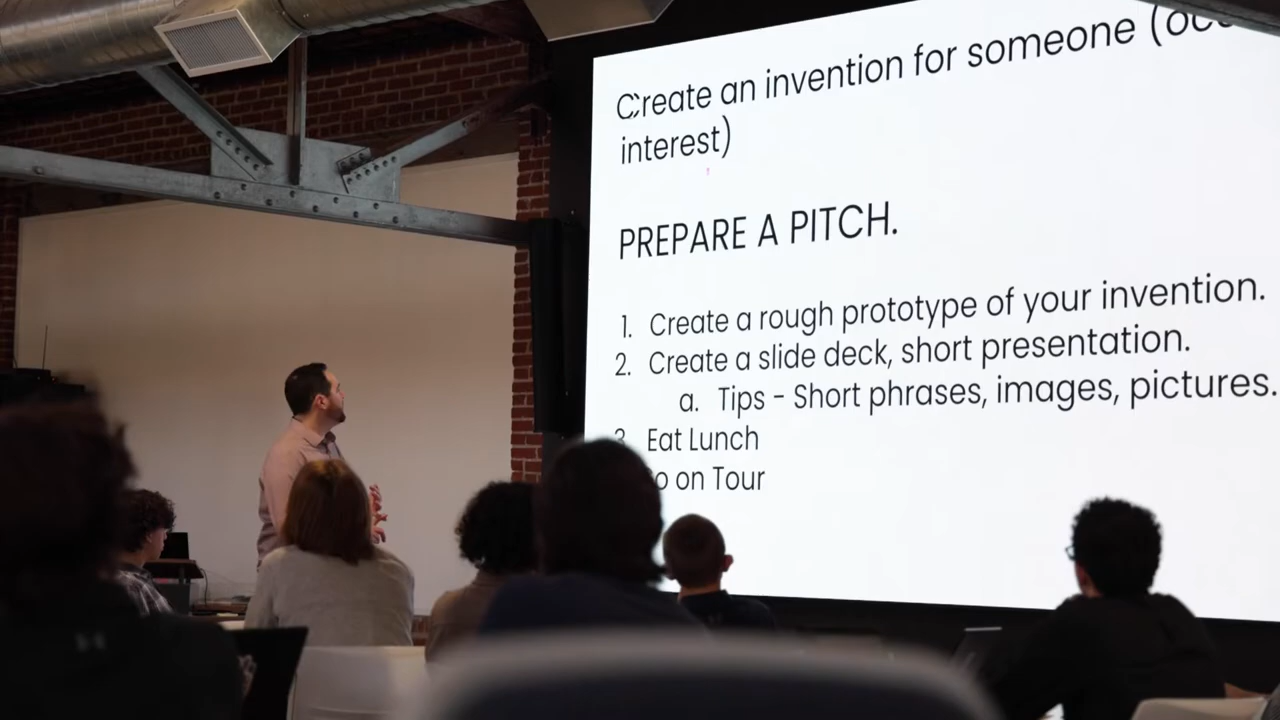 Create an invention for someone
interest)
PREPARE A PITCH.
1. Create a rough prototype of your invention.
2. Create a slide deck, short presentation.
a. Tips - Short phrases, images, pictures.
Eat Lunch
on Tour